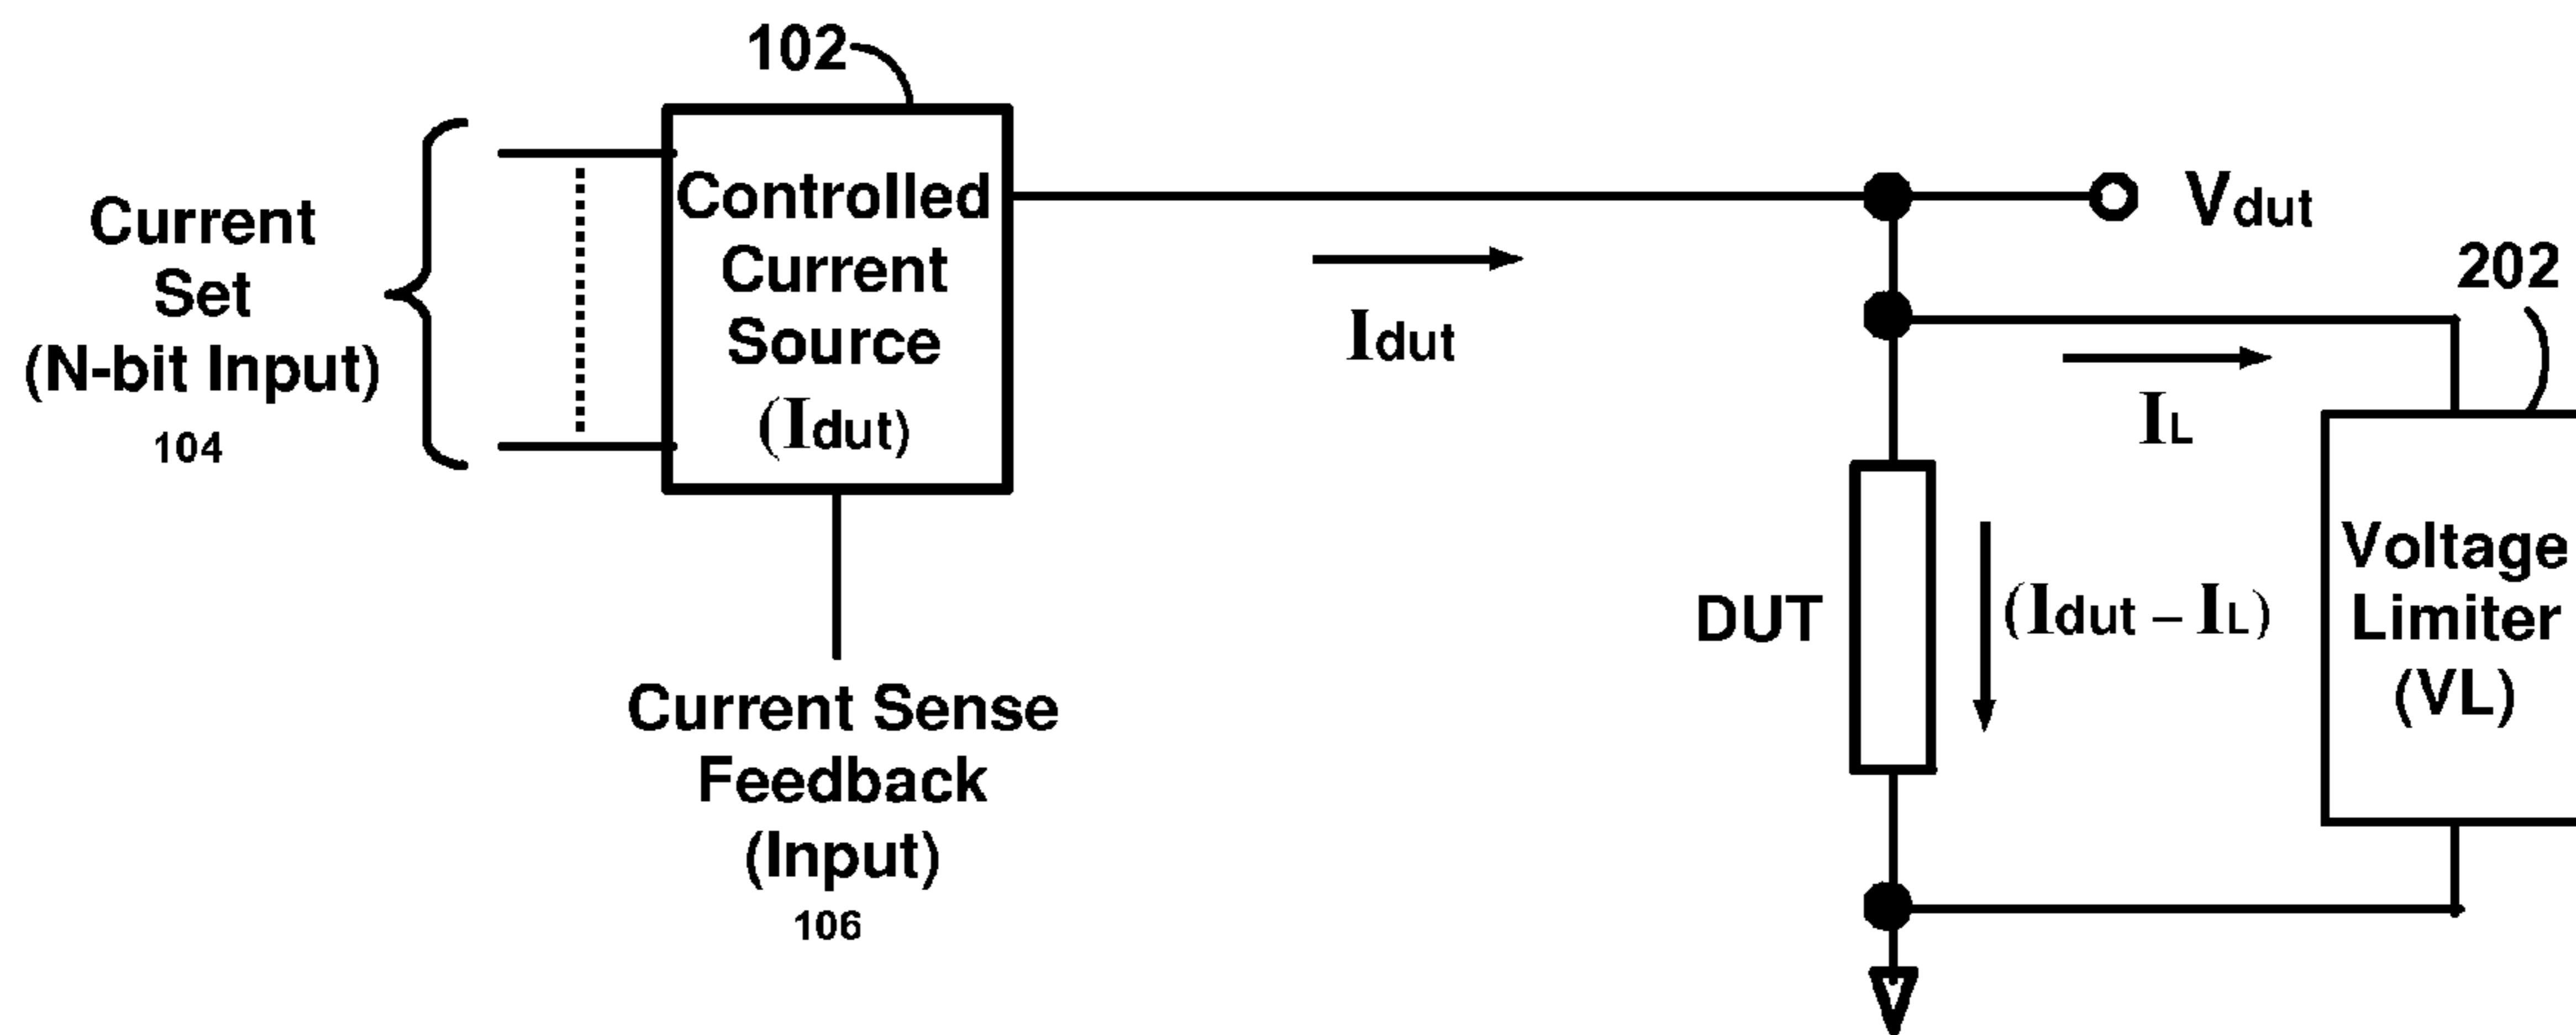 102
Current
Set
(N-bit Input)
104
Controlled
Current
Source
(Idut)
Current Sense
Feedback
(Input)
106
Idut
Vdut
202
IL
DUT
(Idut – IL)
Voltage
Limiter
(VL)